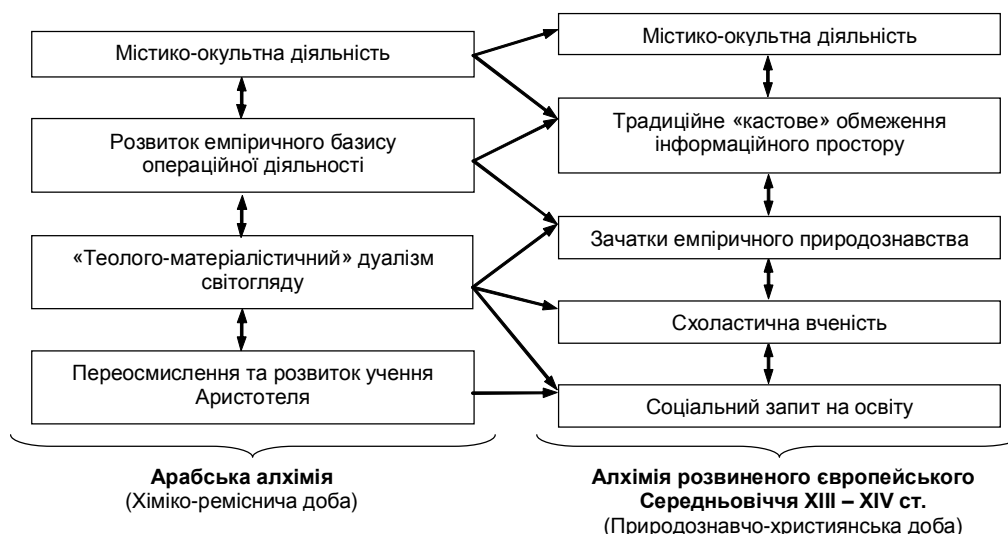 Містико-окультна діяльність
Розвиток емпіричного базису
операційної діяльності
«Теолого-матеріалістичний» дуалізм
світогляду
Переосмислення та розвиток учення
Аристотеля
Арабська алхімія
(Хіміко-реміснича доба)
Містико-окультна діяльність
Традиційне «кастове» обмеження
інформаційного простору
Зачатки емпіричного природознавства
Схоластична вченість
Соціальний запит на освіту
Алхімія розвиненого європейського
Середньовіччя XIII – XIV ст.
(Природознавчо-християнська доба)